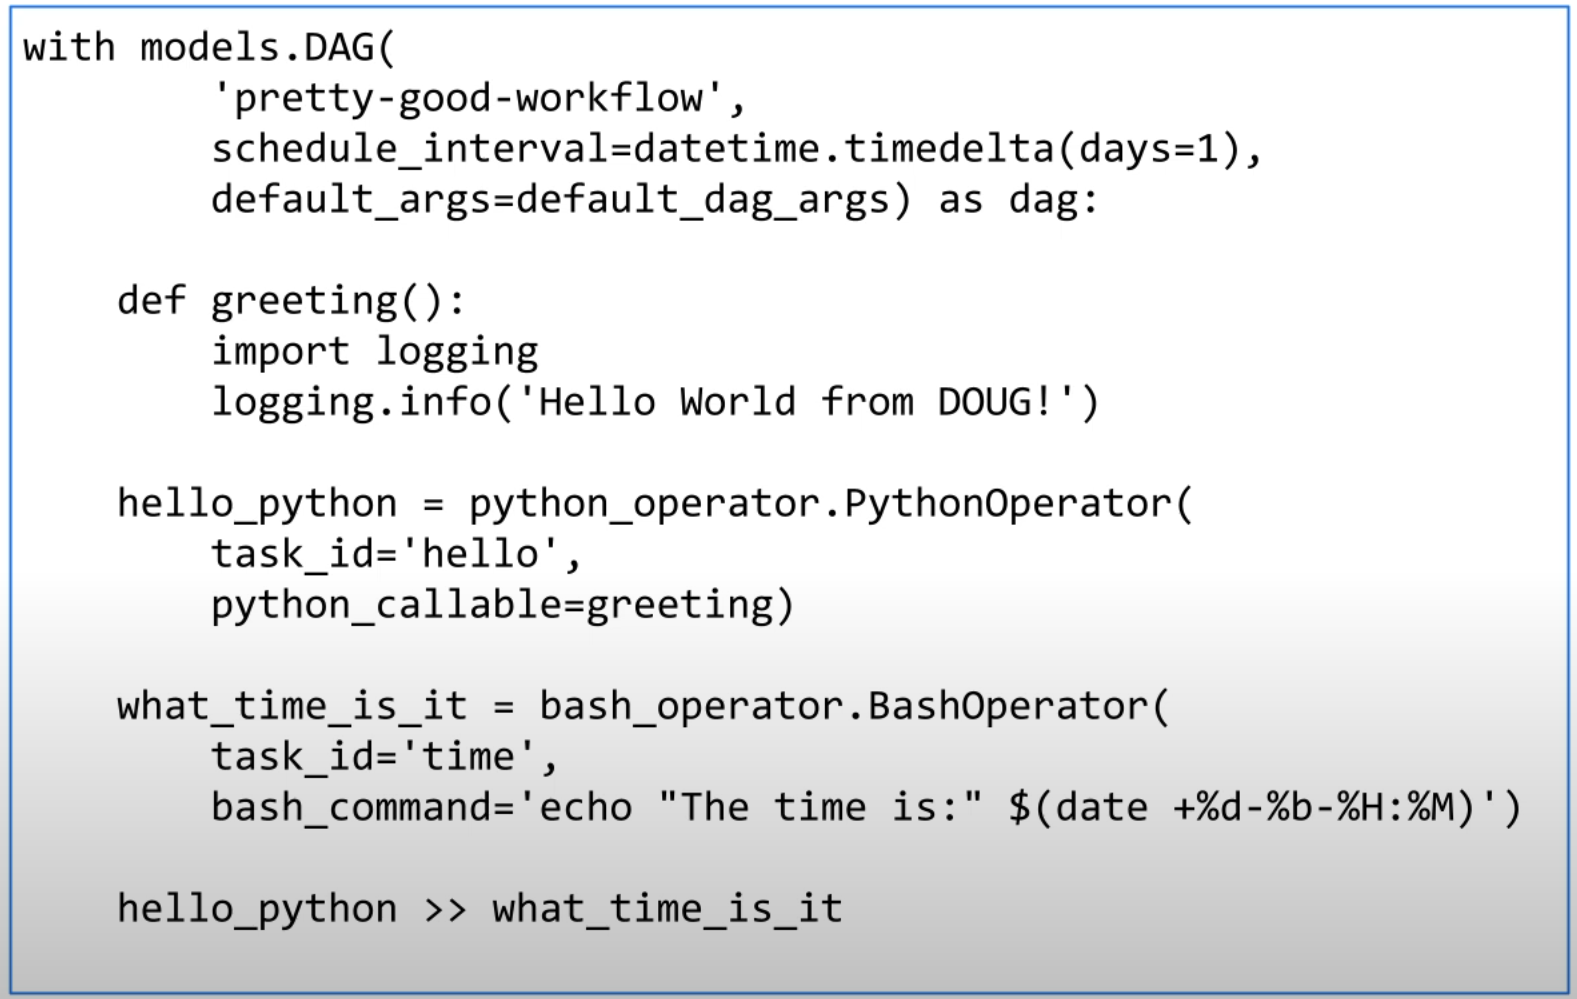 with models.DAG(
        'pretty-good-workflow',
        schedule_interval=datetime.timedelta(days=1),
        default_args=default_dag_args) as dag:

    def greeting():
        import logging
        logging.info('Hello World from DOUG!')

    hello_python = python_operator.PythonOperator(
        task_id='hello',
        python_callable=greeting)

    what_time_is_it = bash_operator.BashOperator(
        task_id='time',
        bash_command='echo "The time is:" $(date +%d-%b-%H:%M)')

    hello_python >> what_time_is_it